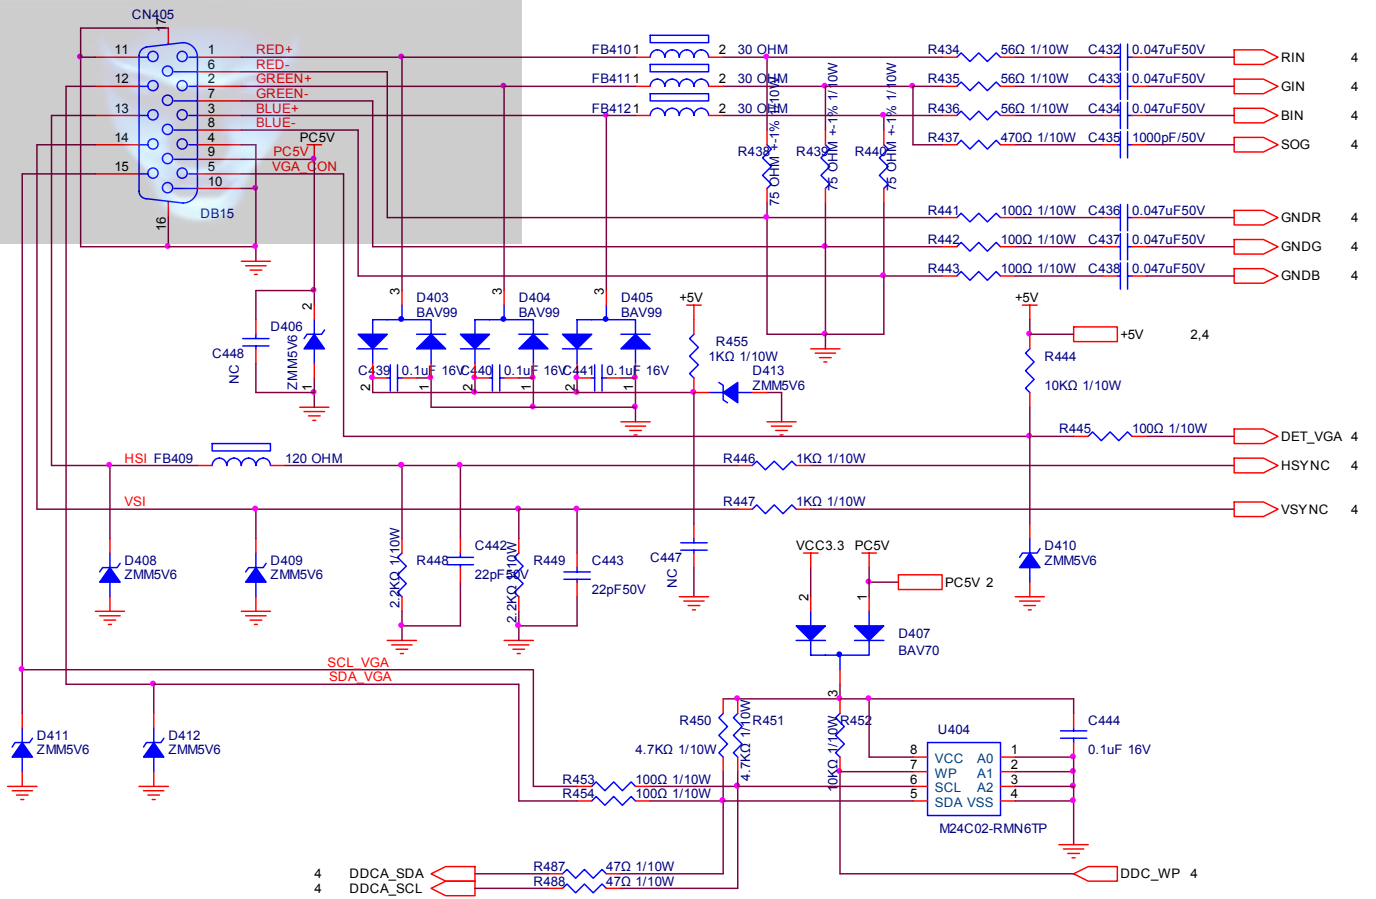 CN405
17
11
12
13
14
15
1
6
2
7
3
8
4
9
5
10
16
DB15
RED+
RED-
GREEN+
GREEN-
BLUE+
BLUE-
PC5V
PC5V
VGA_CON
FB410 1 2 30 OHM
FB411 1 2 30 OHM
FB412 1 2 30 OHM
R434 56Ω 1/10W C432 0.047uF50V RIN 4
R435 56Ω 1/10W C433 0.047uF50V GIN 4
R436 56Ω 1/10W C434 0.047uF50V BIN 4
R437 470Ω 1/10W C435 1000pF/50V SOG 4
R438 75 OHM +-1% 1/10W
R439 75 OHM +-1% 1/10W
R440 75 OHM +-1% 1/10W
R441 100Ω 1/10W C436 0.047uF50V GNDR 4
R442 100Ω 1/10W C437 0.047uF50V GNDG 4
R443 100Ω 1/10W C438 0.047uF50V GNDB 4
C448
NC
D406
ZMM5V6
2
1
3
D403
BAV99
3
D404
BAV99
3
D405
BAV99
C439 0.1uF 16V
2 1
C440 0.1uF 16V
2 1
C441 0.1uF 16V
2 1
+5V
R455
1KΩ 1/10W
D413
ZMM5V6
+5V
+5V 2,4
R444
10KΩ 1/10W
R445 100Ω 1/10W DET_VGA 4
HSI FB409 120 OHM
R446 1KΩ 1/10W HSYNC 4
VSI
R447 1KΩ 1/10W VSYNC 4
D408
ZMM5V6
D409
ZMM5V6
R448
2.2KΩ 1/10W
C442
22pF50V
R449
2.2KΩ 1/10W
C443
22pF50V
C447
NC
VCC3.3 PC5V
PC5V 2
D410
ZMM5V6
2
1
D407
BAV70
3
SCL_VGA
SDA_VGA
D411
ZMM5V6
D412
ZMM5V6
R450
4.7KΩ 1/10W
R451
4.7KΩ 1/10W
R452
10KΩ 1/10W
U404
8 VCC A0 1
7 WP A1 2
6 SCL A2 3
5 SDA VSS 4
M24C02-RMN6TP
C444
0.1uF 16V
R453 100Ω 1/10W
R454 100Ω 1/10W
4 DDCA_SDA R487 47Ω 1/10W
4 DDCA_SCL R488 47Ω 1/10W
DDC_WP 4